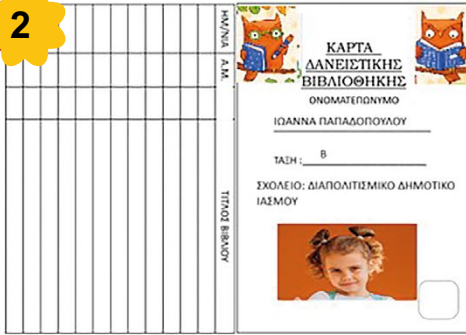 2
ΗΜ/ΝΙΑ
Α.Μ.
ΤΙΤΛΟΣ ΒΙΒΛΙΟΥ
ΚΑΡΤΑ
ΔΑΝΕΙΣΤΙΚΗΣ
ΒΙΒΛΙΟΘΗΚΗΣ
ΟΝΟΜΑΤΕΠΩΝΥΜΟ
ΙΩΑΝΝΑ ΠΑΠΑΔΟΠΟΥΛΟΥ
ΤΑΞΗ : Β
ΣΧΟΛΕΙΟ: ΔΙΑΠΟΛΙΤΙΣΜΙΚΟ ΔΗΜΟΤΙΚΟ
ΙΑΣΜΟΥ